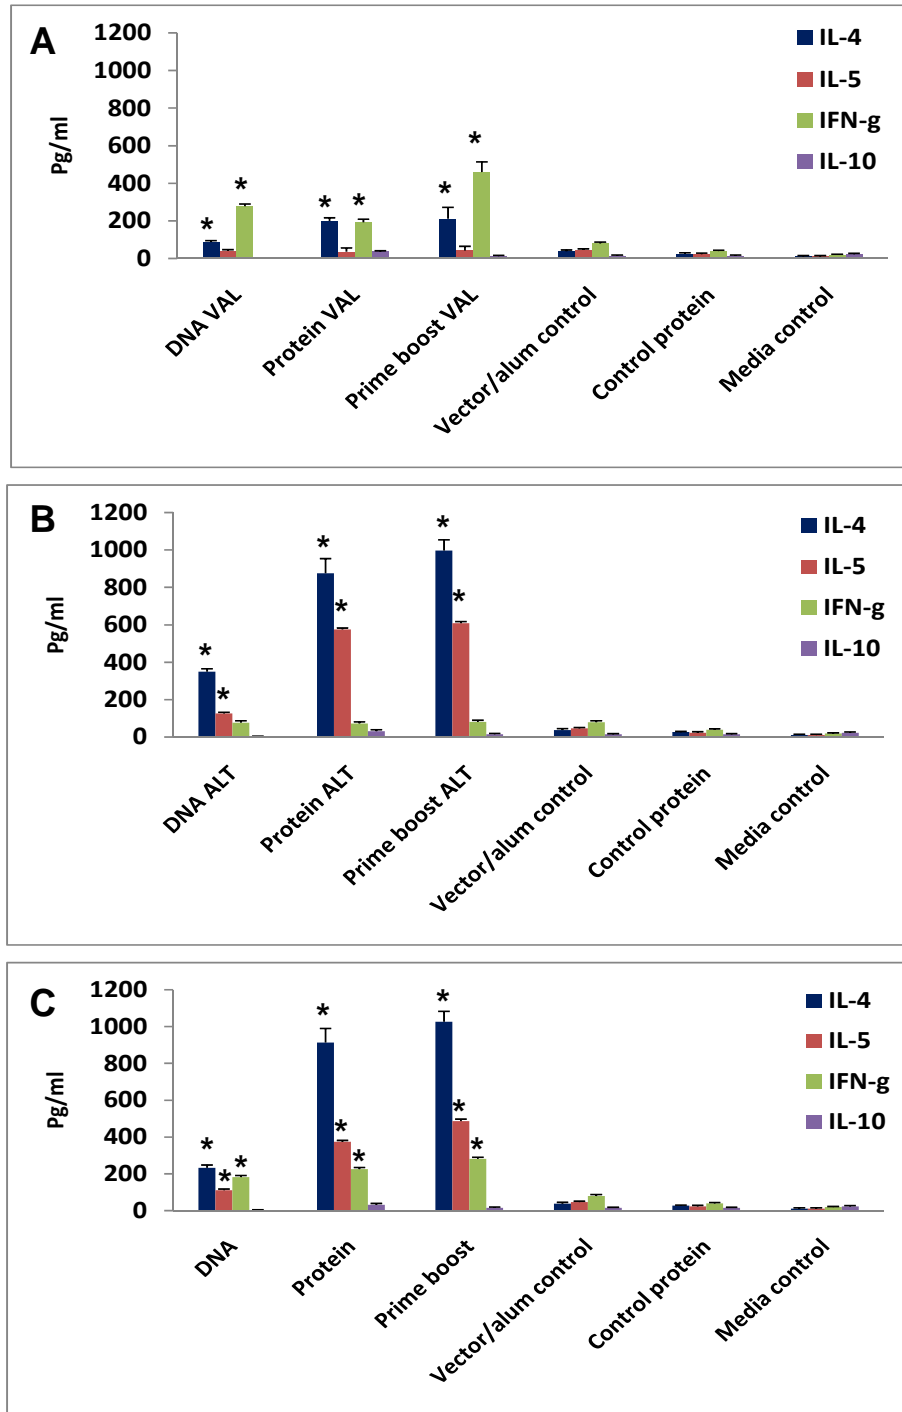 A
1200
1000
800
600
400
200
0
Pg/ml
IL-4
IL-5
IFN-g
IL-10
* * * * * *
DNA VAL
Protein VAL
Prime boost VAL
Vector/alum control
Control protein
Media control
B
1200
1000
800
600
400
200
0
Pg/ml
IL-4
IL-5
IFN-g
IL-10
* * * * * *
DNA ALT
Protein ALT
Prime boost ALT
Vector/alum control
Control protein
Media control
C
1200
1000
800
600
400
200
0
Pg/ml
IL-4
IL-5
IFN-g
IL-10
* * * * * * * * *
DNA
Protein
Prime boost
Vector/alum control
Control protein
Media control